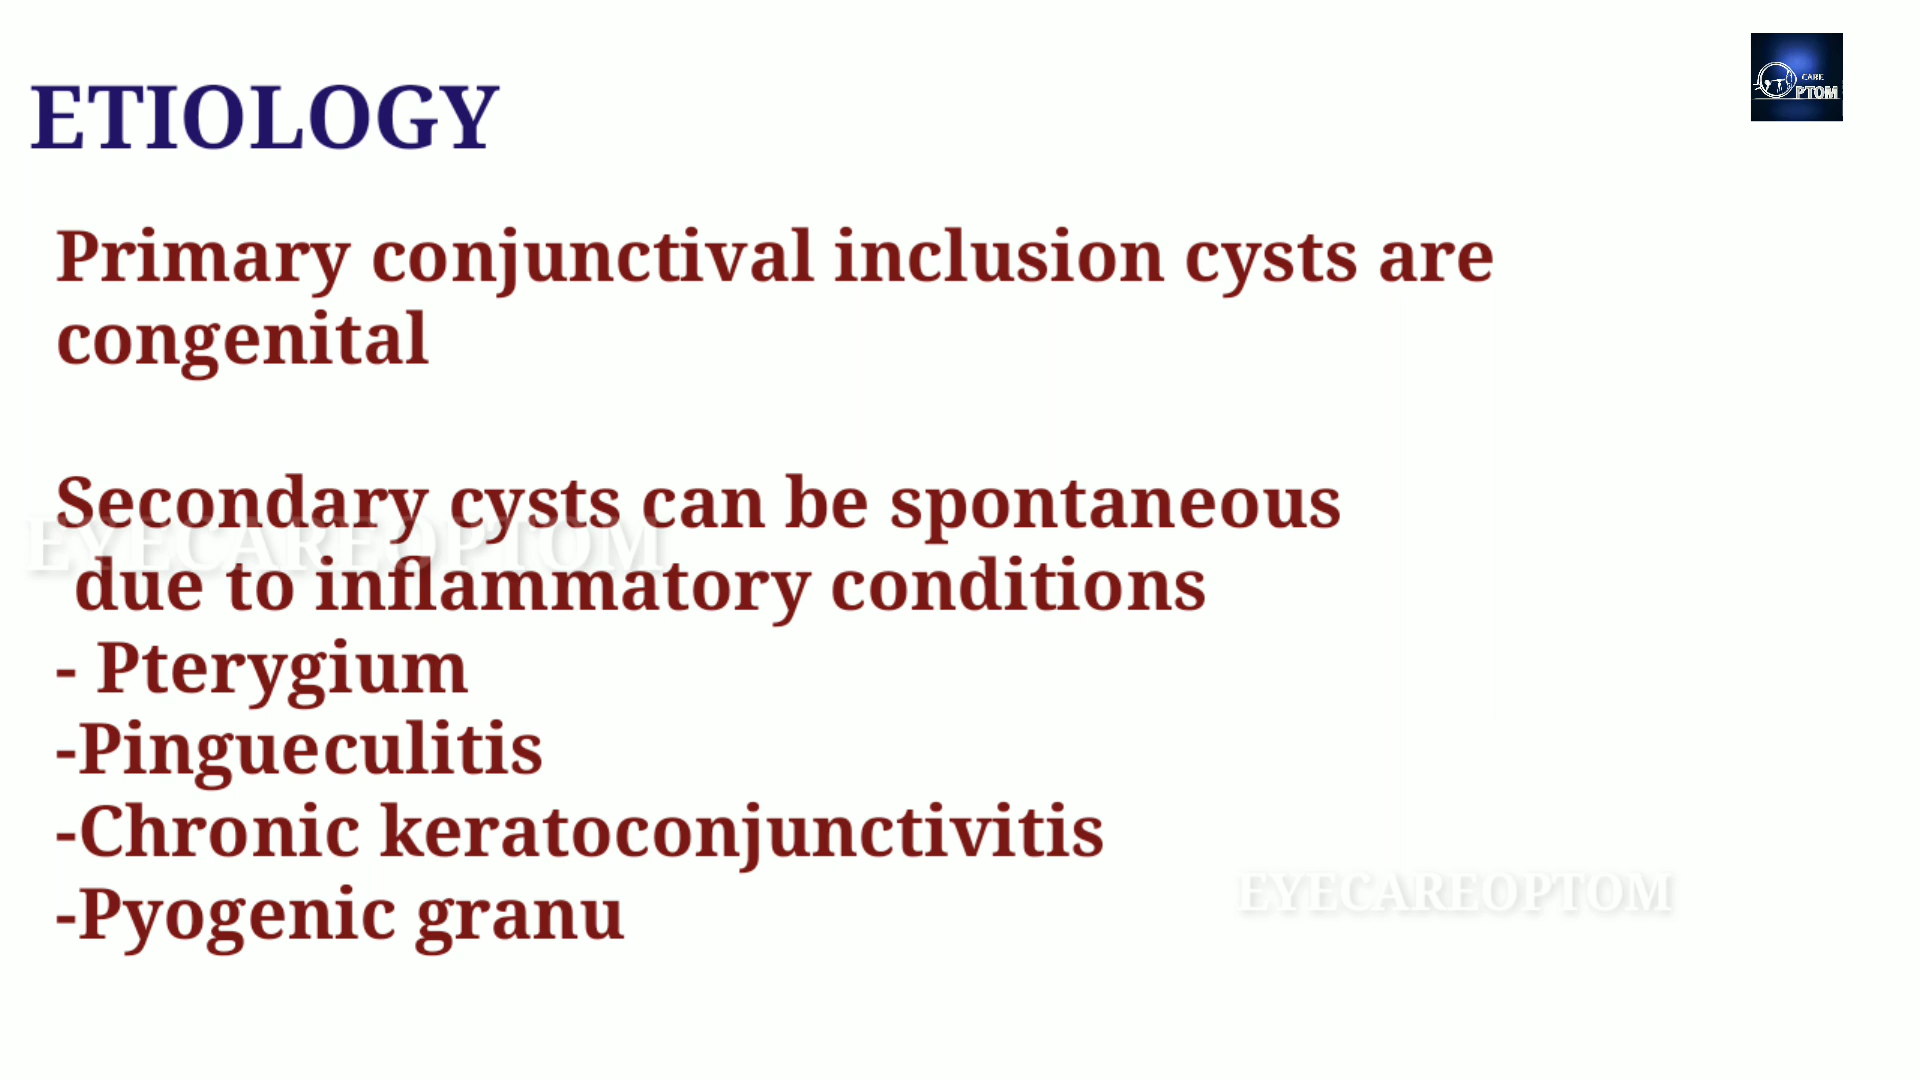 ETIOLOGY
CARE
PTOM
Primary conjunctival inclusion cysts are
congenital
Secondary cysts can be spontaneous
EYECAREOPTOM
due to inflammatory conditions
- Pterygium
-Pingueculitis
-Chronic keratoconjunctivitis
EYECAREOPTOM
-Pyogenic granu